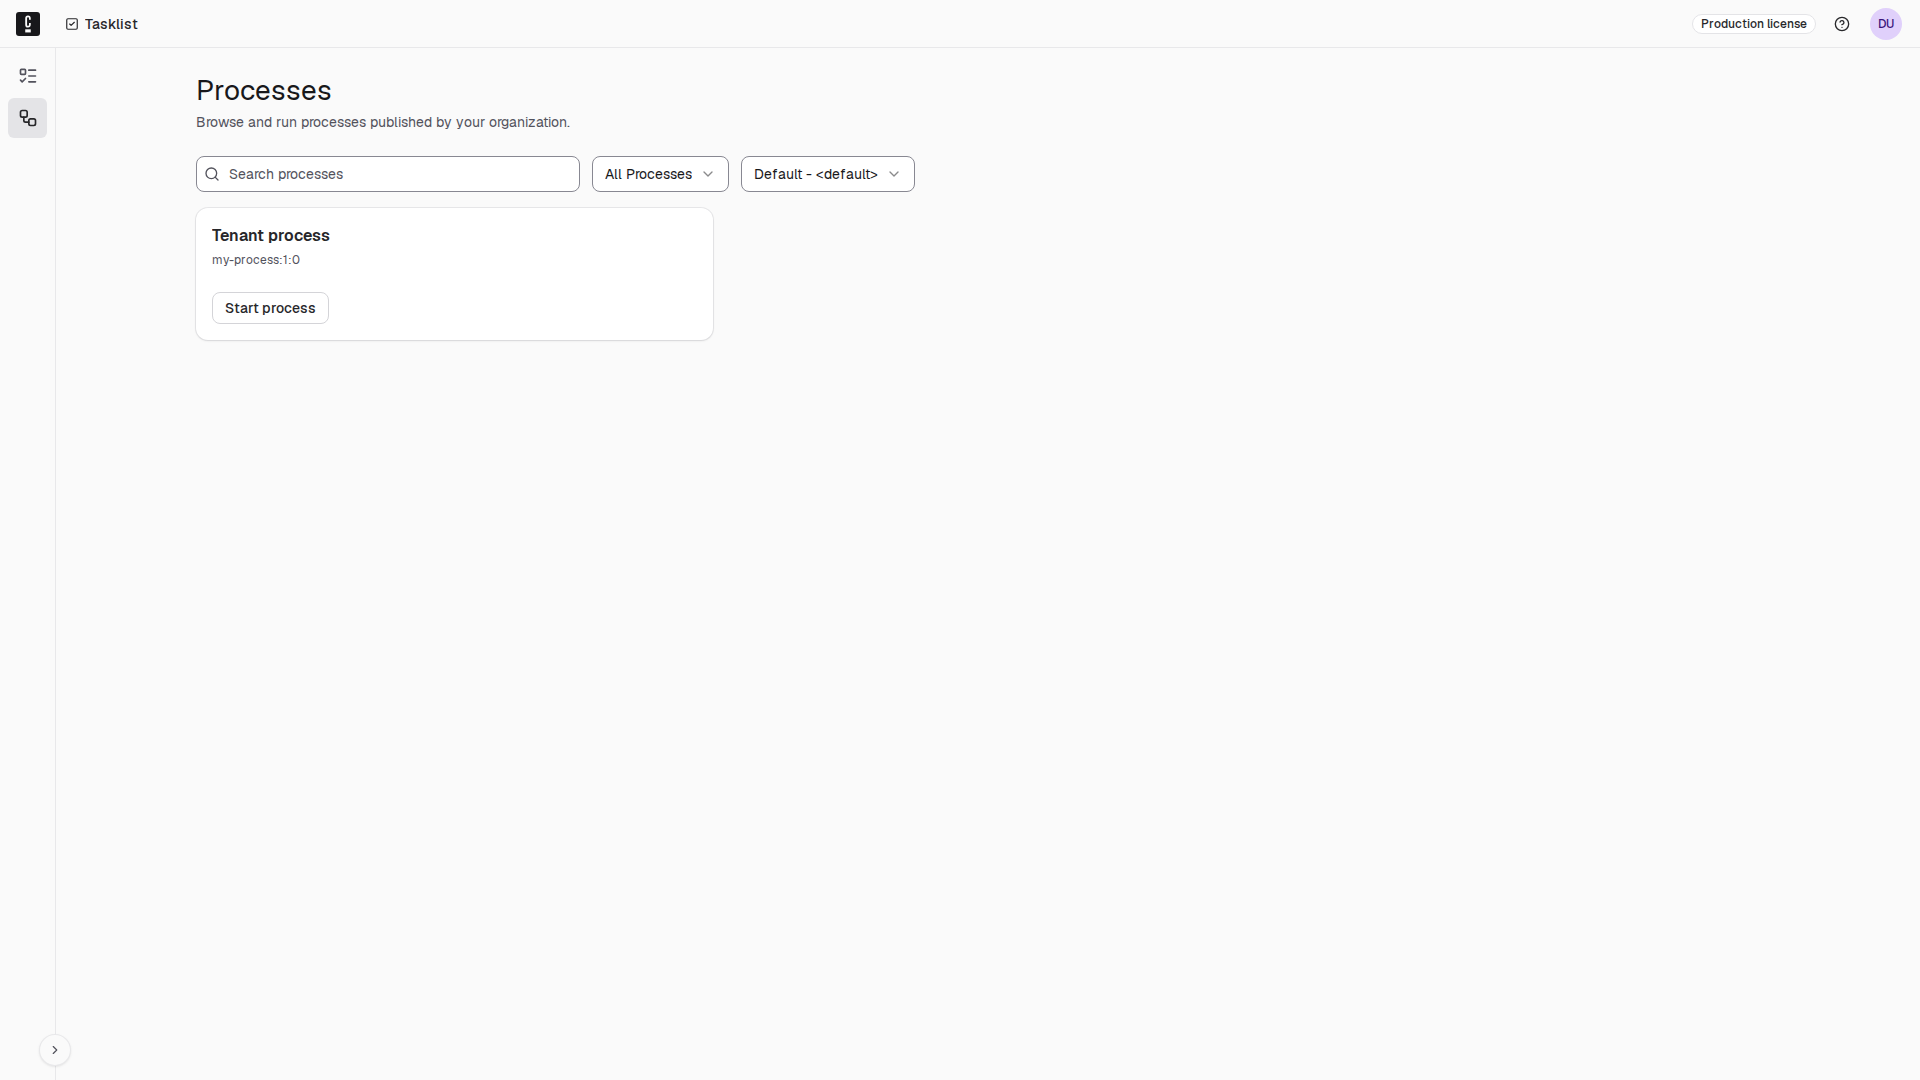 Tasklist
Production license
DU
Processes
Browse and run processes published by your organization.
Search processes
All Processes
Default - <default>
Tenant process
my-process:1:0
Start process